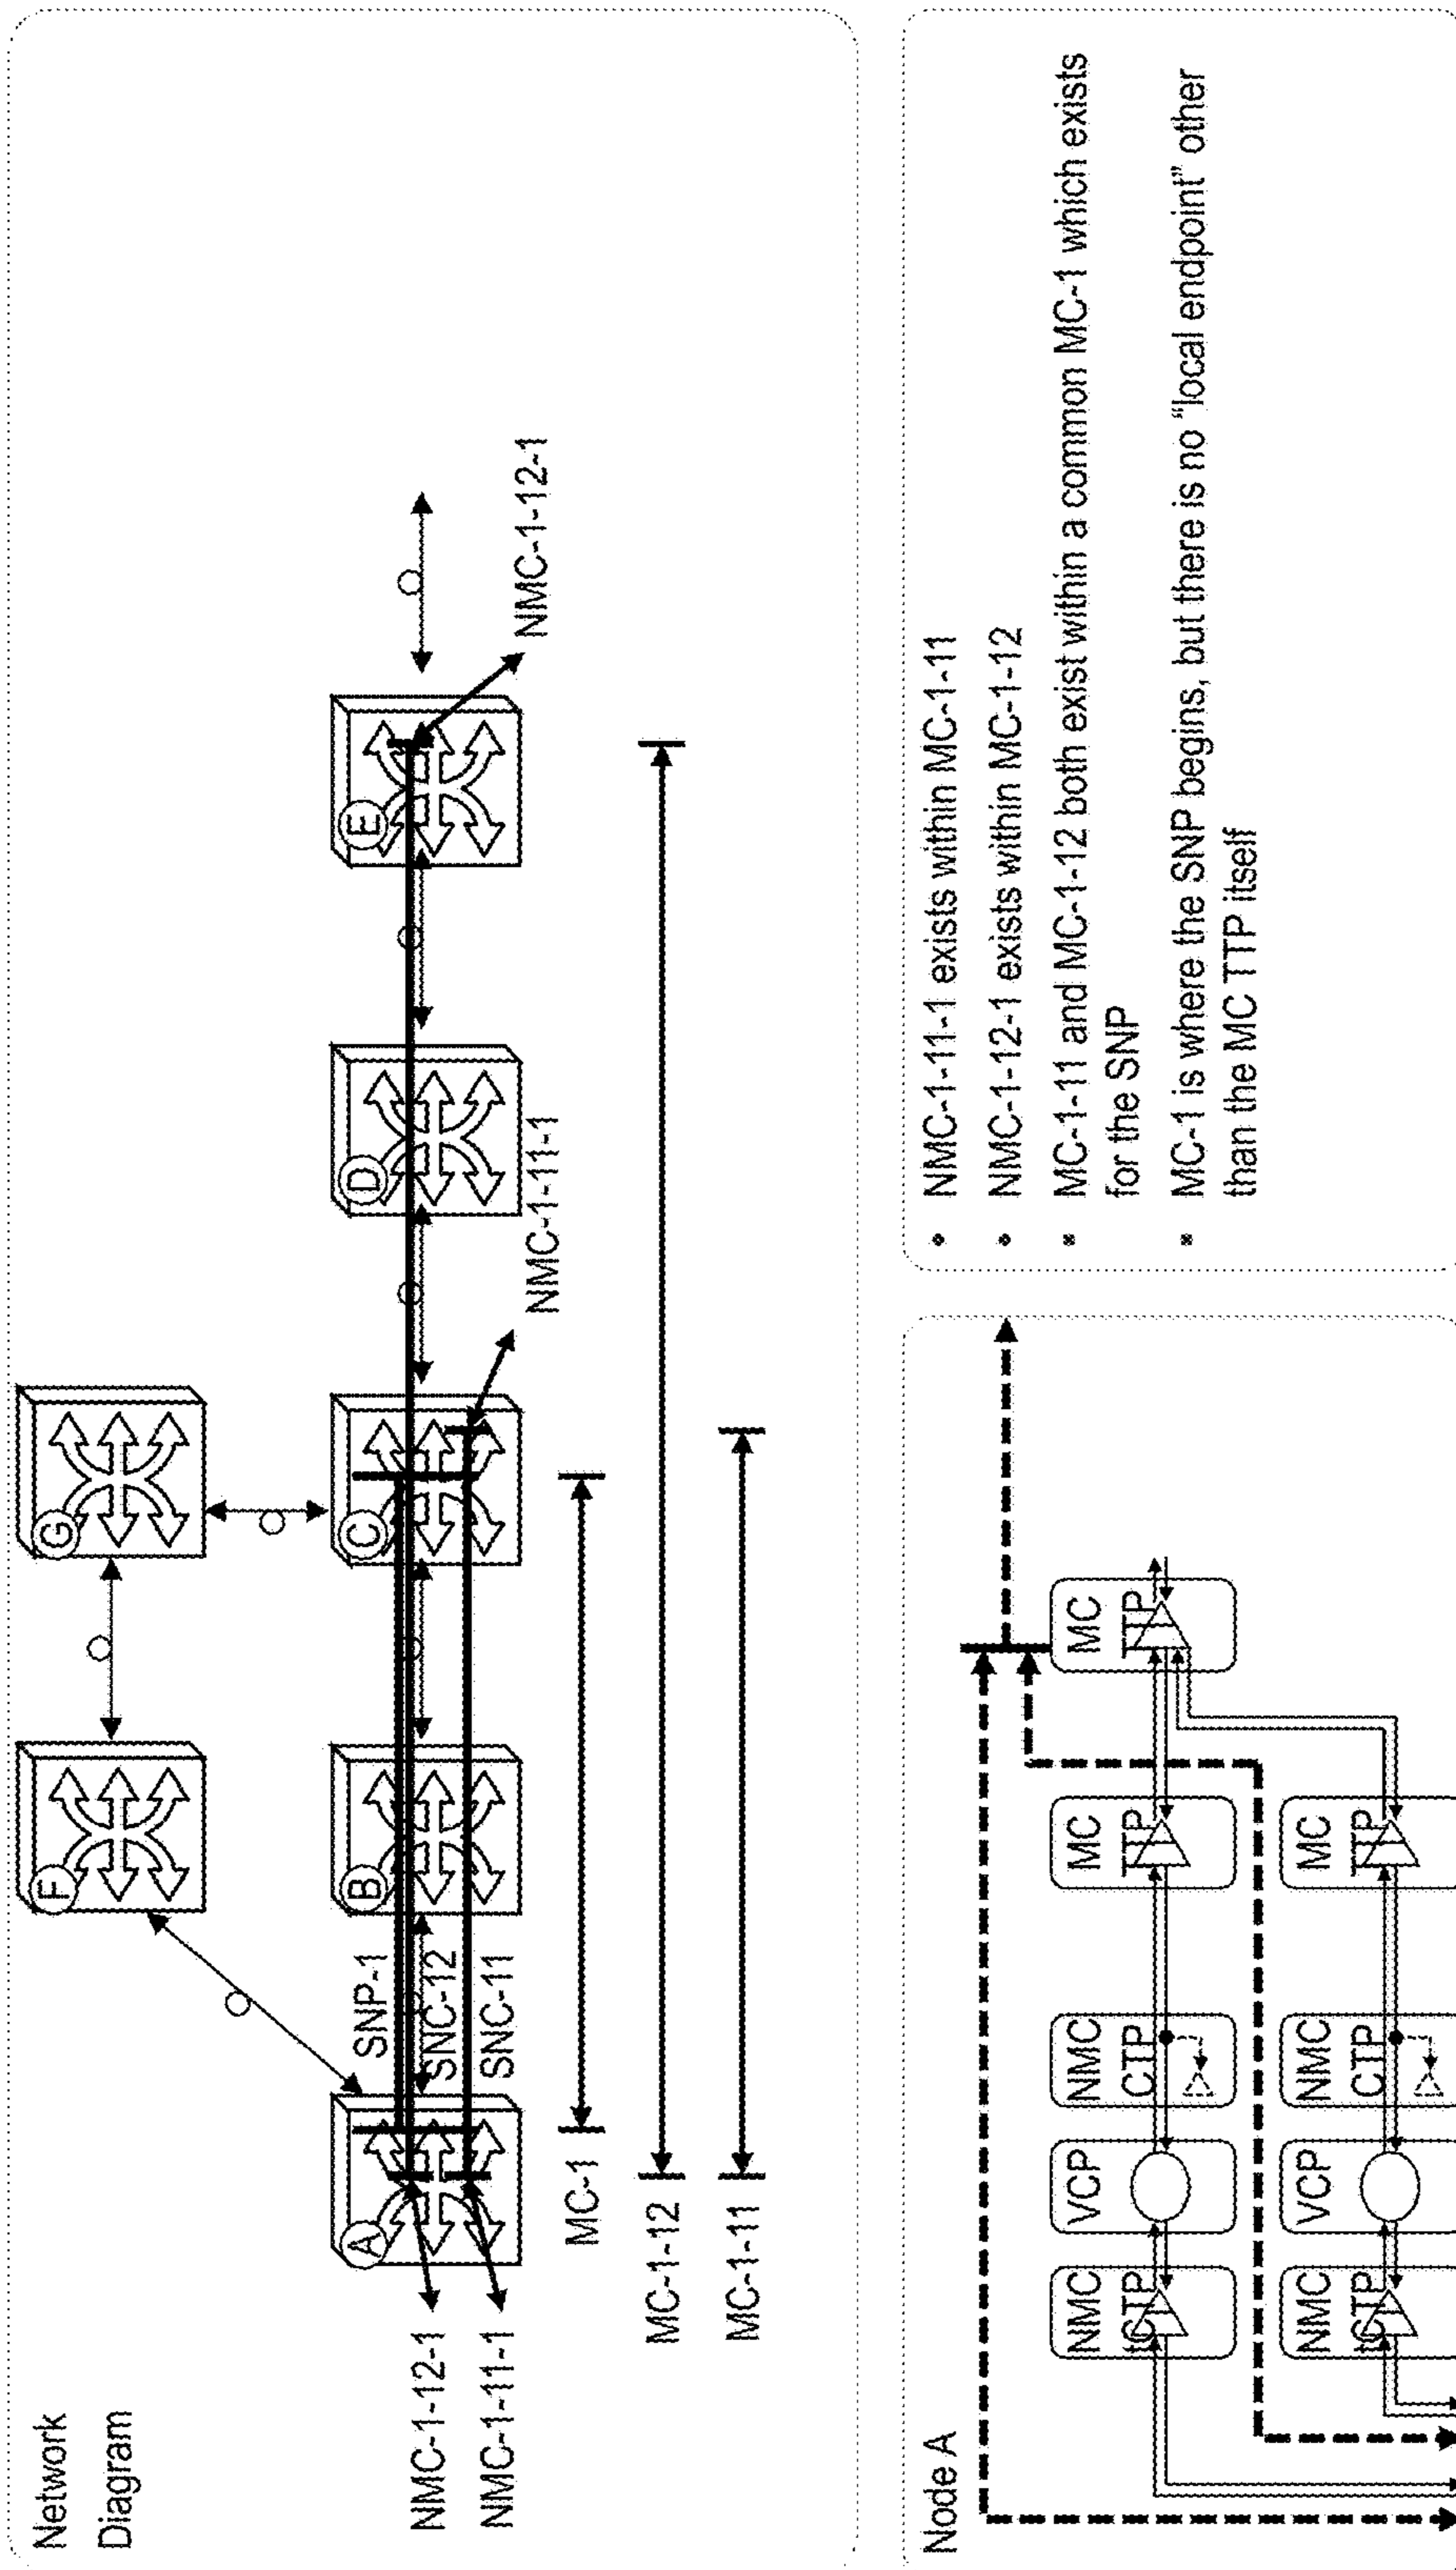 Network
Diagram
F
G
A
B
C
D
E
SNP-1
SNC-12
SNC-11
NMC-1-12-1
NMC-1-11-1
NMC-1-11-1
NMC-1-12-1
MC-1
MC-1-12
MC-1-11
Node A
NMC
tCTP
VCP
NMC
CTP
MC
TTP
MC
TTP
NMC
tCTP
VCP
NMC
CTP
MC
TTP
• NMC-1-11-1 exists within MC-1-11
• NMC-1-12-1 exists within MC-1-12
• MC-1-11 and MC-1-12 both exist within a common MC-1 which exists
for the SNP
• MC-1 is where the SNP begins, but there is no “local endpoint” other
than the MC TTP itself